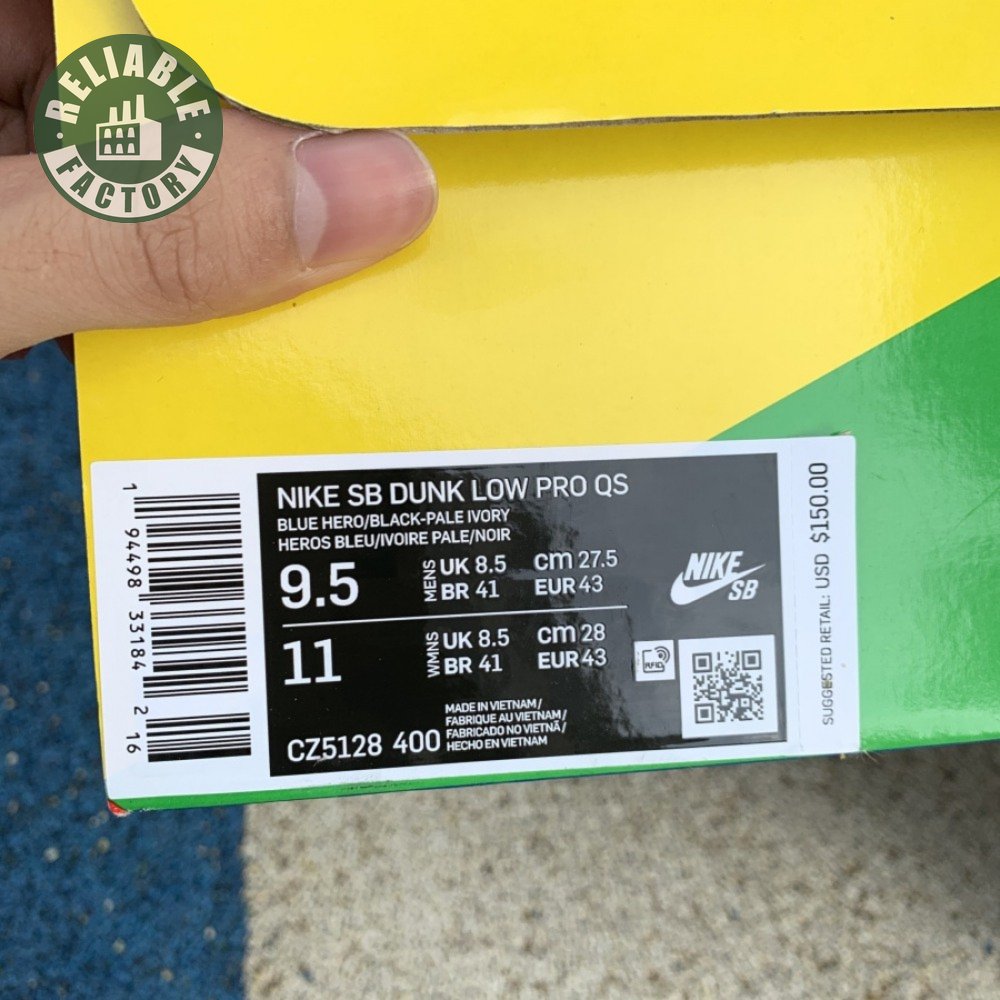 RELIABLE
FACTORY
NIKE SB DUNK LOW PRO QS
BLUE HERO/BLACK-PALE IVORY
HEROS BLEU/IVOIRE PALE/NOIR
9.5
MENS
UK 8.5
cm 27.5
BR 41
EUR 43
11
WMNS
UK 8.5
cm 28
BR 41
EUR 43
CZ5128 400
MADE IN VIETNAM/
FABRIQUE AU VIETNAM/
FABRICADO NO VIETNÃ/
HECHO EN VIETNAM
NIKE
SB
RFID
SUGGESTED RETAIL: USD $150.00
1 94498 33184 2 16